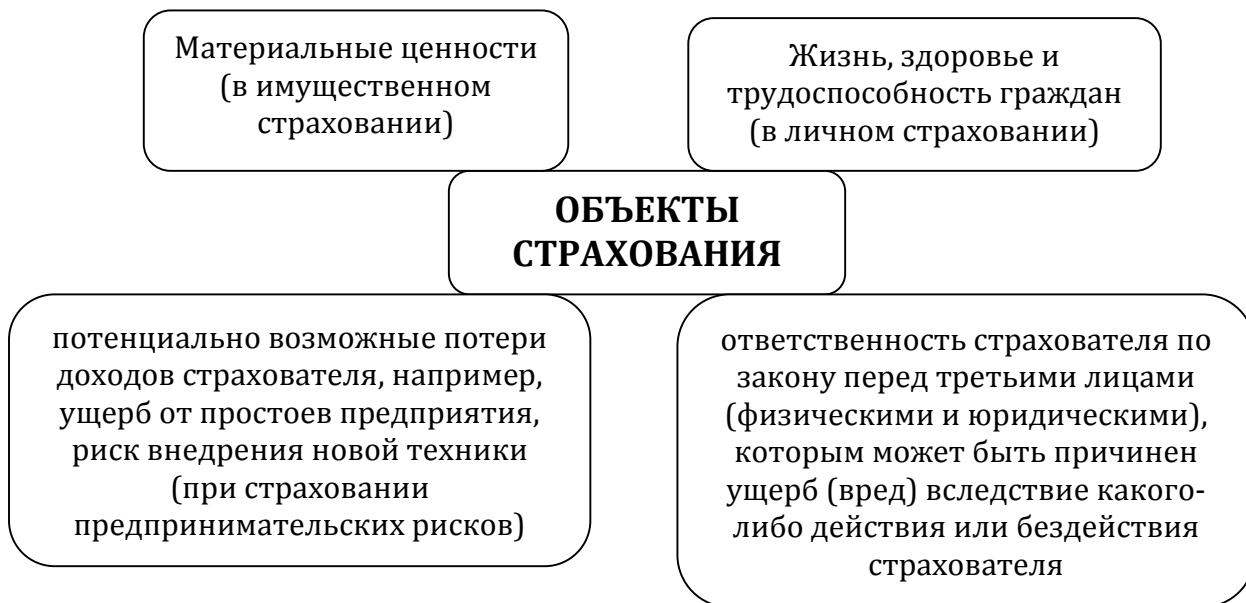 Материальные ценности
(в имущественном
страховании)
Жизнь, здоровье и
трудоспособность граждан
(в личном страховании)
ОБЪЕКТЫ
СТРАХОВАНИЯ
потенциально возможные потери
доходов страхователя, например,
ущерб от простоев предприятия,
риск внедрения новой техники
(при страховании
предпринимательских рисков)
ответственность страхователя по
закону перед третьими лицами
(физическими и юридическими),
которым может быть причинен
ущерб (вред) вследствие какого-
либо действия или бездействия
страхователя